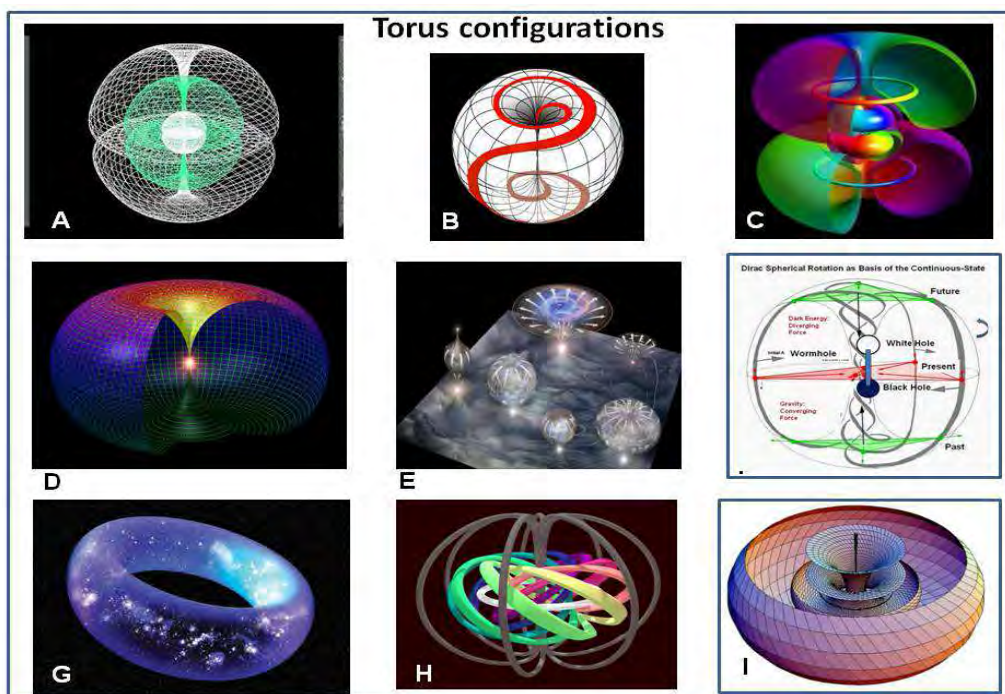 Torus configurations
A
B
C
D
E
Dirac Spherical Rotation as Basis of the Continuous-State
Future
Dark Energy:
Diverging
Force
White Hole
Wormhole
Present
Black Hole
Gravity:
Converging
Force
Past
G
H
I